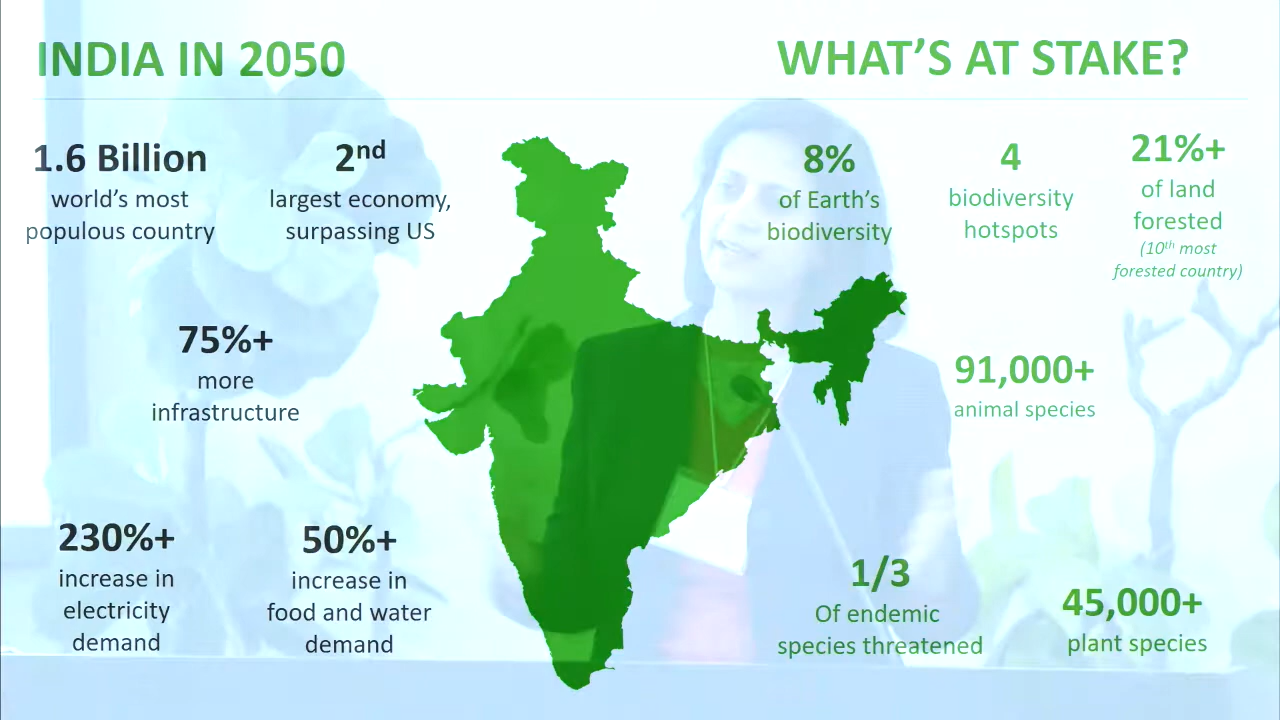 INDIA IN 2050
WHAT'S AT STAKE?
1.6 Billion
world's most
populous country
2nd
largest economy,
surpassing US
75%+
more
infrastructure
230%+
increase in
electricity
demand
50%+
increase in
food and water
demand
8%
of Earth's
biodiversity
4
biodiversity
hotspots
21%+
of land
forested
(10th most
forested country)
91,000+
animal species
1/3
Of endemic
species threatened
45,000+
plant species